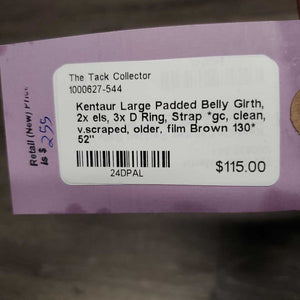 The Tack Collector
1000627-544
Kentaur Large Padded Belly Girth,
2x els, 3x D Ring, Strap *gc, clean,
v.scraped, older, film Brown 130*
52"
$115.00
24DPAL
Retail (New) Price
is $ 255